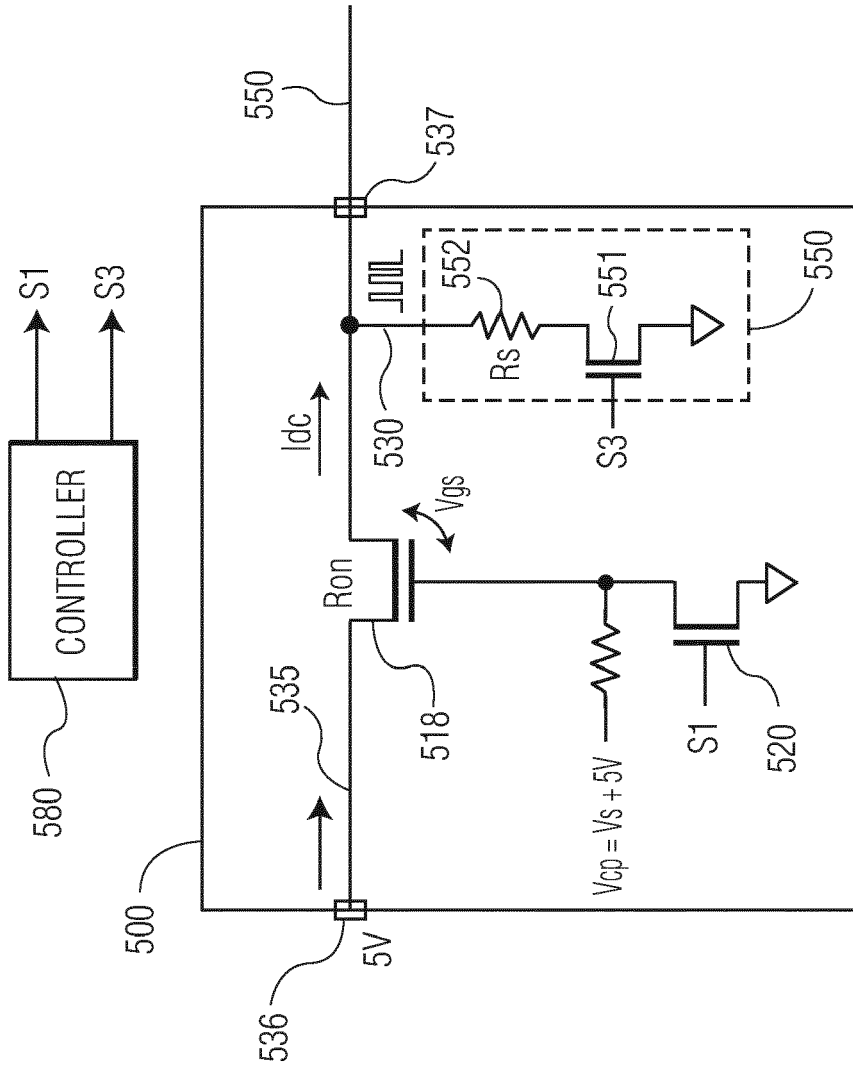 CONTROLLER
S1
S3
580
500
550
537
536
5V
535
518
Ron
Vgs
Idc
530
552
Rs
551
S3
550
Vcp = Vs + 5V
S1
520